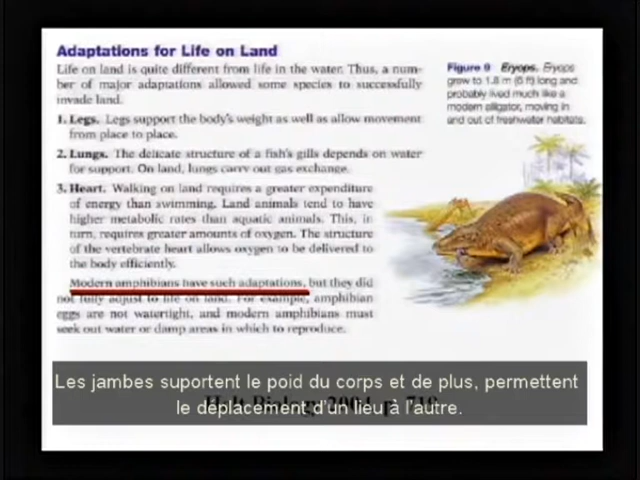 Adaptations for Life on Land
Life on land is quite different from life in the water. Thus, a num-
ber of major adaptations allowed some species to successfully
invade land.
1. Legs. Legs support the body's weight as well as allow movement
from place to place.
2. Lungs. The delicate structure of a fish's gills depends on water
for support. On land, lungs carry out gas exchange.
3. Heart. Walking on land requires a greater expenditure
of energy than swimming. Land animals tend to have
higher metabolic rates than aquatic animals. This, in
turn, requires greater amounts of oxygen. The structure
of the vertebrate heart allows oxygen to be delivered to
the body efficiently.
Modern amphibians have such adaptations, but they did
not fully adjust to life on land. For example, amphibian
eggs are not watertight, and modern amphibians must
seek out water or damp areas in which to reproduce.
Figure 9 Eryops. Eryops
grew to 1.8 m (6 ft) long and
probably lived much like a
modern alligator, moving in
and out of freshwater habitats.
Les jambes suportent le poid du corps et de plus, permettent
le déplacement d'un lieu à l'autre.